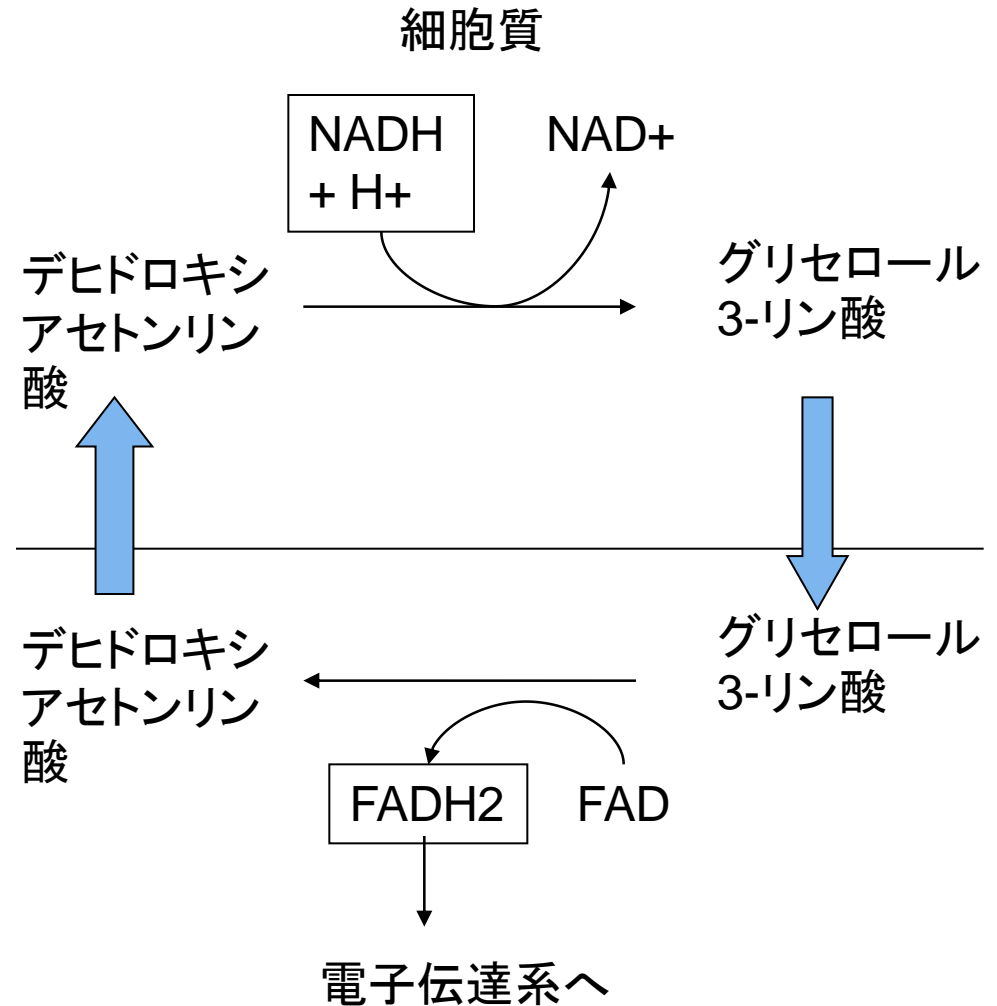 細胞質
NADH
+ H+
NAD+
デヒドロキシ
アセトンリン
酸
グリセロール
3-リン酸
デヒドロキシ
アセトンリン
酸
グリセロール
3-リン酸
FADH2
FAD
電子伝達系へ